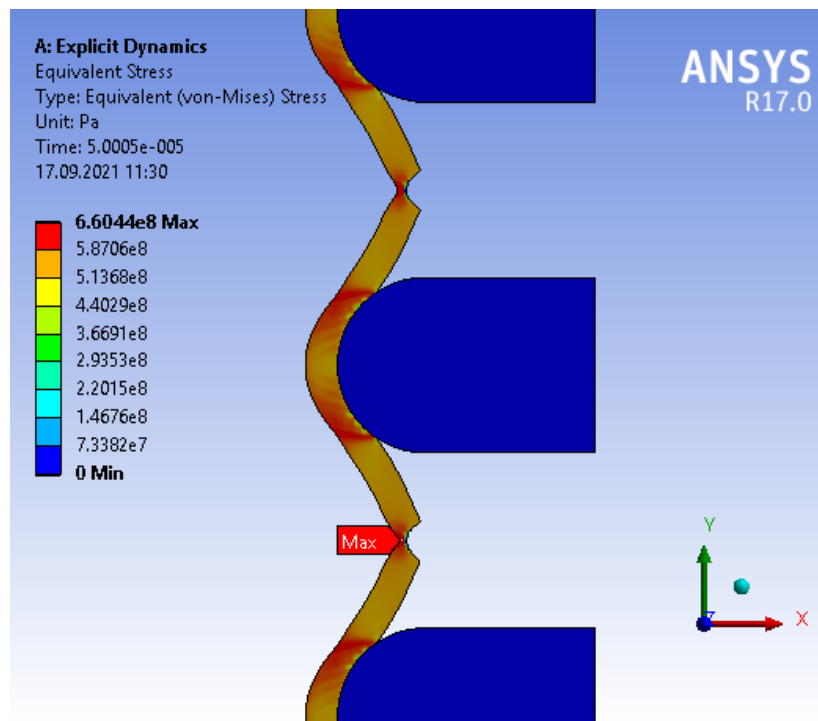 A: Explicit Dynamics
Equivalent Stress
Type: Equivalent (von-Mises) Stress
Unit: Pa
Time: 5.0005e-005
17.09.2021 11:30
ANSYS
R17.0
6.6044e8 Max
5.8706e8
5.1368e8
4.4029e8
3.6691e8
2.9353e8
2.2015e8
1.4676e8
7.3382e7
0 Min
Max
Y
Z
X